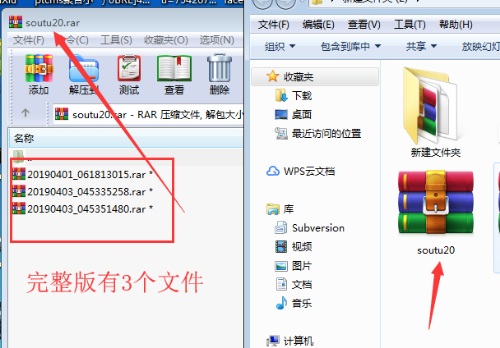 soutu20.rar
文件(F) 命令(C) 工具(S) 收藏夹(O) 选项(N)
添加 解压到 测试 查看 删除
soutu20.rar - RAR 压缩文件, 解包大小
名称
..
20190401_061813015.rar *
20190403_045335258.rar *
20190403_045351480.rar *
完整版有3个文件
文件(F) 编辑(E) 查看(V) 工具(T) 帮助(H)
组织 包含到库中 共享 放映幻灯
收藏夹
下载
桌面
最近访问的位置
WPS云文档
库
Subversion
视频
图片
文档
音乐
计算机
新建文件夹
soutu20